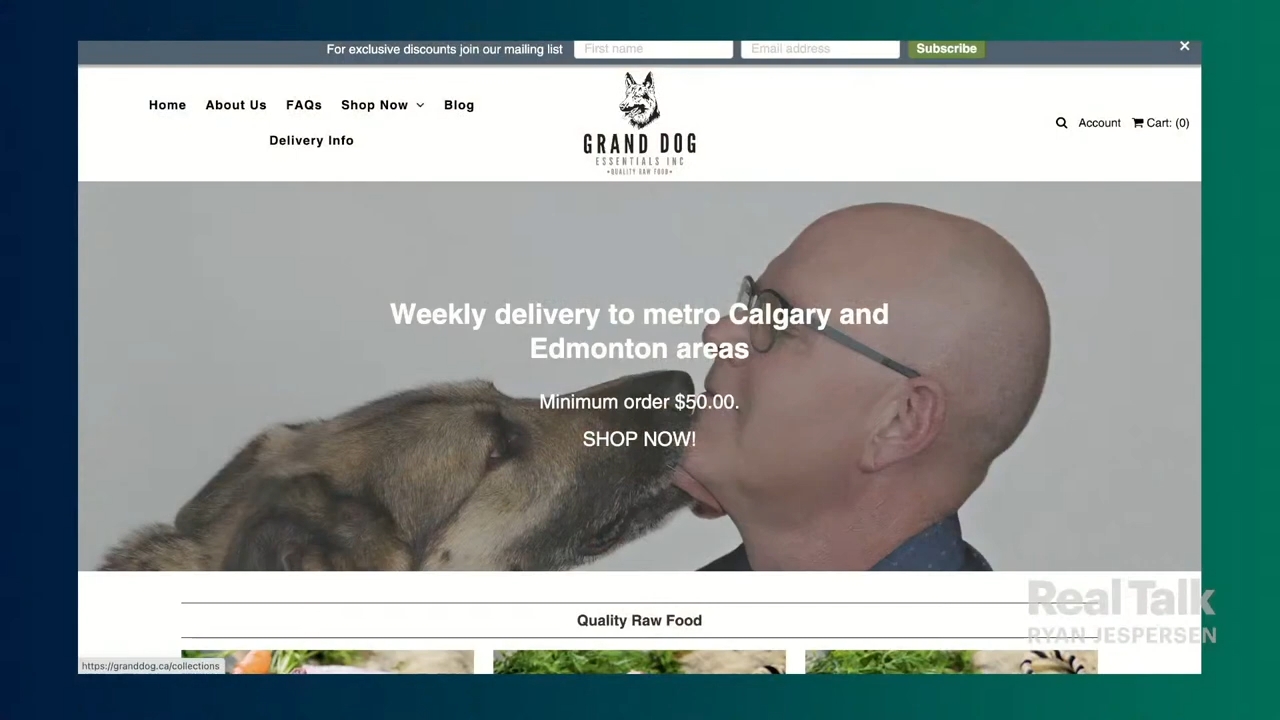 For exclusive discounts join our mailing list First name Email address Subscribe ×
Home About Us FAQs Shop Now Blog
Delivery Info
GRAND DOG
ESSENTIALS INC
•QUALITY RAW FOOD•
Account Cart: (0)
Weekly delivery to metro Calgary and
Edmonton areas
Minimum order $50.00.
SHOP NOW!
Quality Raw Food
https://granddog.ca/collections
Real Talk
RYAN JESPERSEN